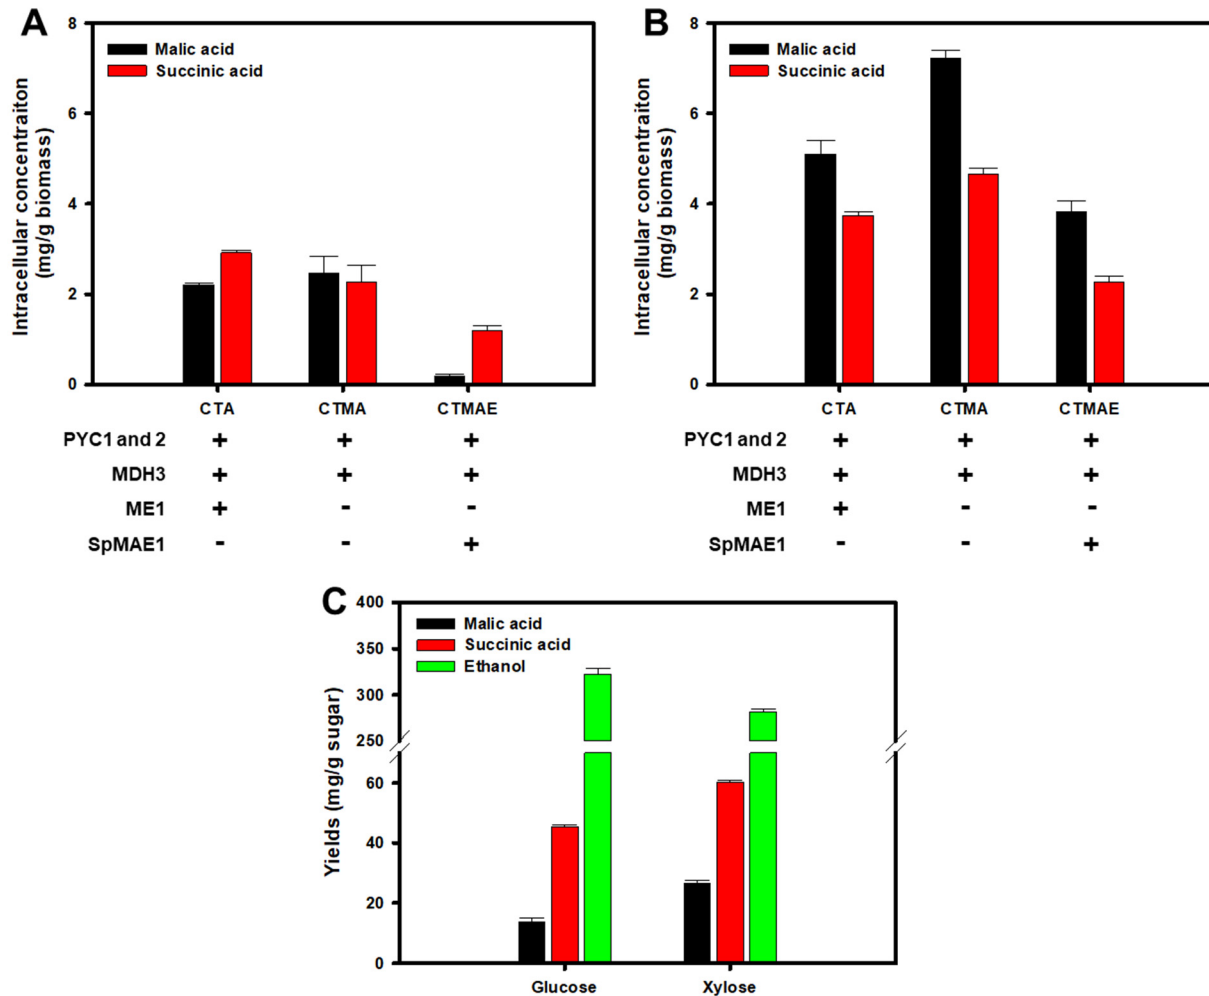 A
8
Malic acid
Succinic acid
6
4
2
0
Intracellular concentraiton
(mg/g biomass)
CTA CTMA CTMAE
PYC1 and 2 + + +
MDH3 + + +
ME1 + - -
SpMAE1 - - +
B
8
Malic acid
Succinic acid
6
4
2
0
Intracellular concentraiton
(mg/g biomass)
CTA CTMA CTMAE
PYC1 and 2 + + +
MDH3 + + +
ME1 + - -
SpMAE1 - - +
C
400
Malic acid
Succinic acid
Ethanol
350
300
250
60
40
20
0
Yields (mg/g sugar)
Glucose Xylose